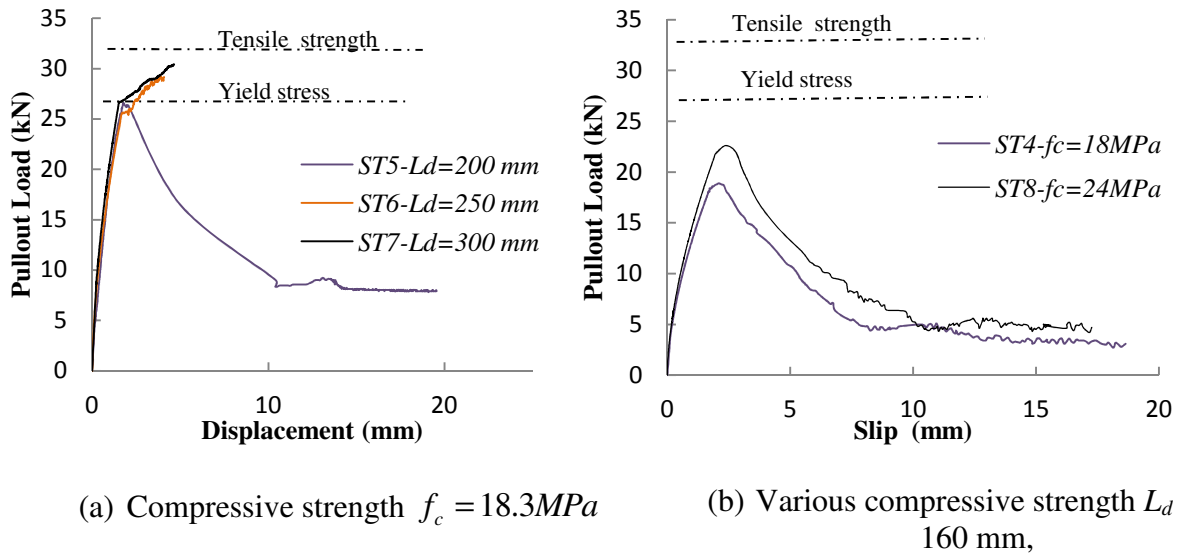 35
30
25
20
15
10
5
0
Pullout Load (kN)
Tensile strength
Yield stress
ST5-Ld=200 mm
ST6-Ld=250 mm
ST7-Ld=300 mm
0 10 20
Displacement (mm)
35
30
25
20
15
10
5
0
Pullout Load (kN)
Tensile strength
Yield stress
ST4-fc=18MPa
ST8-fc=24MPa
0 5 10 15 20
Slip (mm)
(a) Compressive strength f_c = 18.3MPa
(b) Various compressive strength L_d
160 mm,